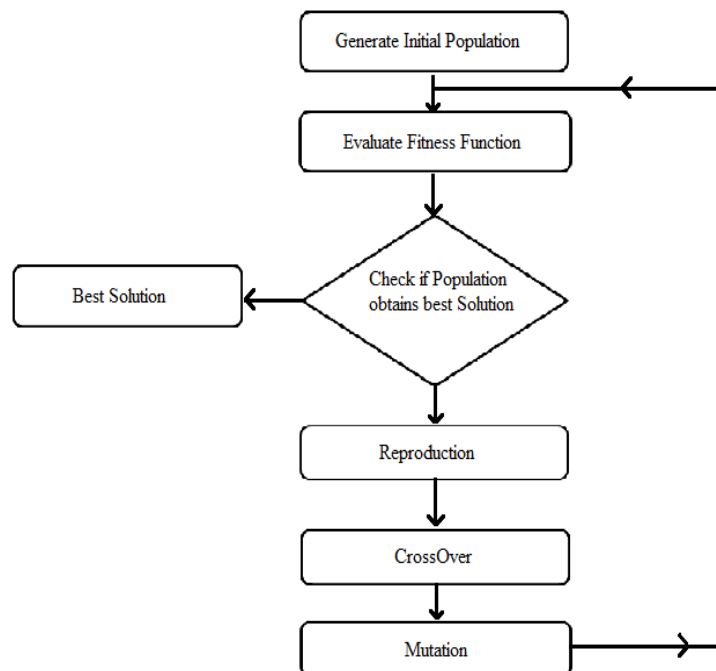 Generate Initial Population
Evaluate Fitness Function
Check if Population
obtains best Solution
Best Solution
Reproduction
CrossOver
Mutation